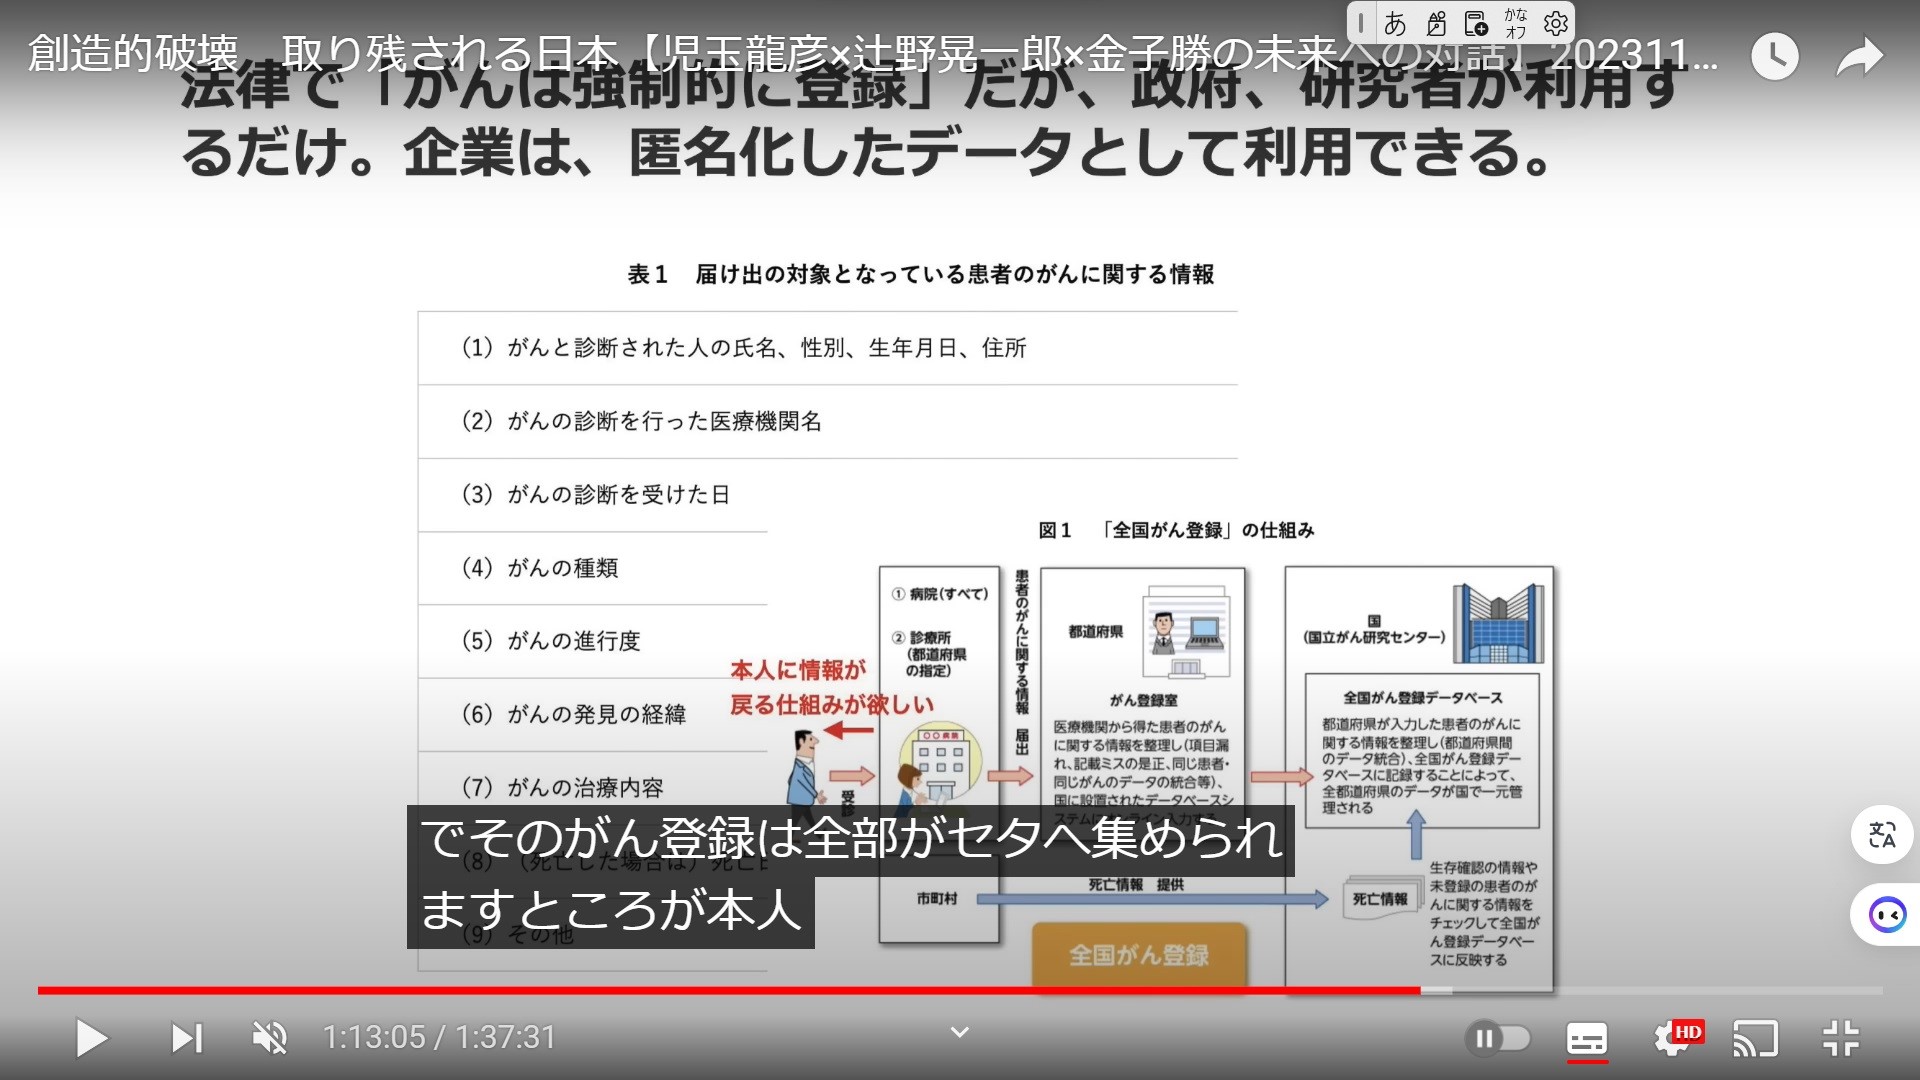 あ
かな
オフ
創造的破壊　取り残される日本【児玉龍彦×辻野晃一郎×金子勝の未来への対話】202311...
法律で「がんは強制的に登録」だが、政府、研究者が利用す
るだけ。企業は、匿名化したデータとして利用できる。
表1　届け出の対象となっている患者のがんに関する情報
（1）がんと診断された人の氏名、性別、生年月日、住所
（2）がんの診断を行った医療機関名
（3）がんの診断を受けた日
（4）がんの種類
（5）がんの進行度
（6）がんの発見の経緯
（7）がんの治療内容
（8）（死亡した場合は）死亡日
（9）その他
図1　「全国がん登録」の仕組み
本人に情報が
戻る仕組みが欲しい
受診
① 病院（すべて）
② 診療所
（都道府県
の指定）
〇〇病院
市町村
患者のがんに関する情報　届出
都道府県
がん登録室
医療機関から得た患者のがん
に関する情報を整理し（項目漏
れ、記載ミスの是正、同じ患者・
同じがんのデータの統合等）、
国に設置されたデータベースシ
ステムにオンライン入力する
死亡情報　提供
全国がん登録
国
（国立がん研究センター）
全国がん登録データベース
都道府県が入力した患者のがんに
関する情報を整理し（都道府県間
のデータ統合）、全国がん登録デー
タベースに記録することによって、
全都道府県のデータが国で一元管
理される
死亡情報
生存確認の情報や
未登録の患者のが
んに関する情報を
チェックして全国が
ん登録データベー
スに反映する
でそのがん登録は全部がセタへ集められ
ますところが本人
文A
1:13:05 / 1:37:31
HD